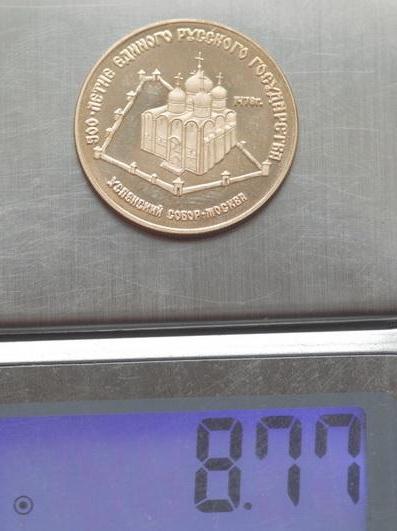 500-ЛЕТИЕ ЕДИНОГО РУССКОГО ГОСУДАРСТВА
1479г.
УСПЕНСКИЙ СОБОР·МОСКВА
8.77